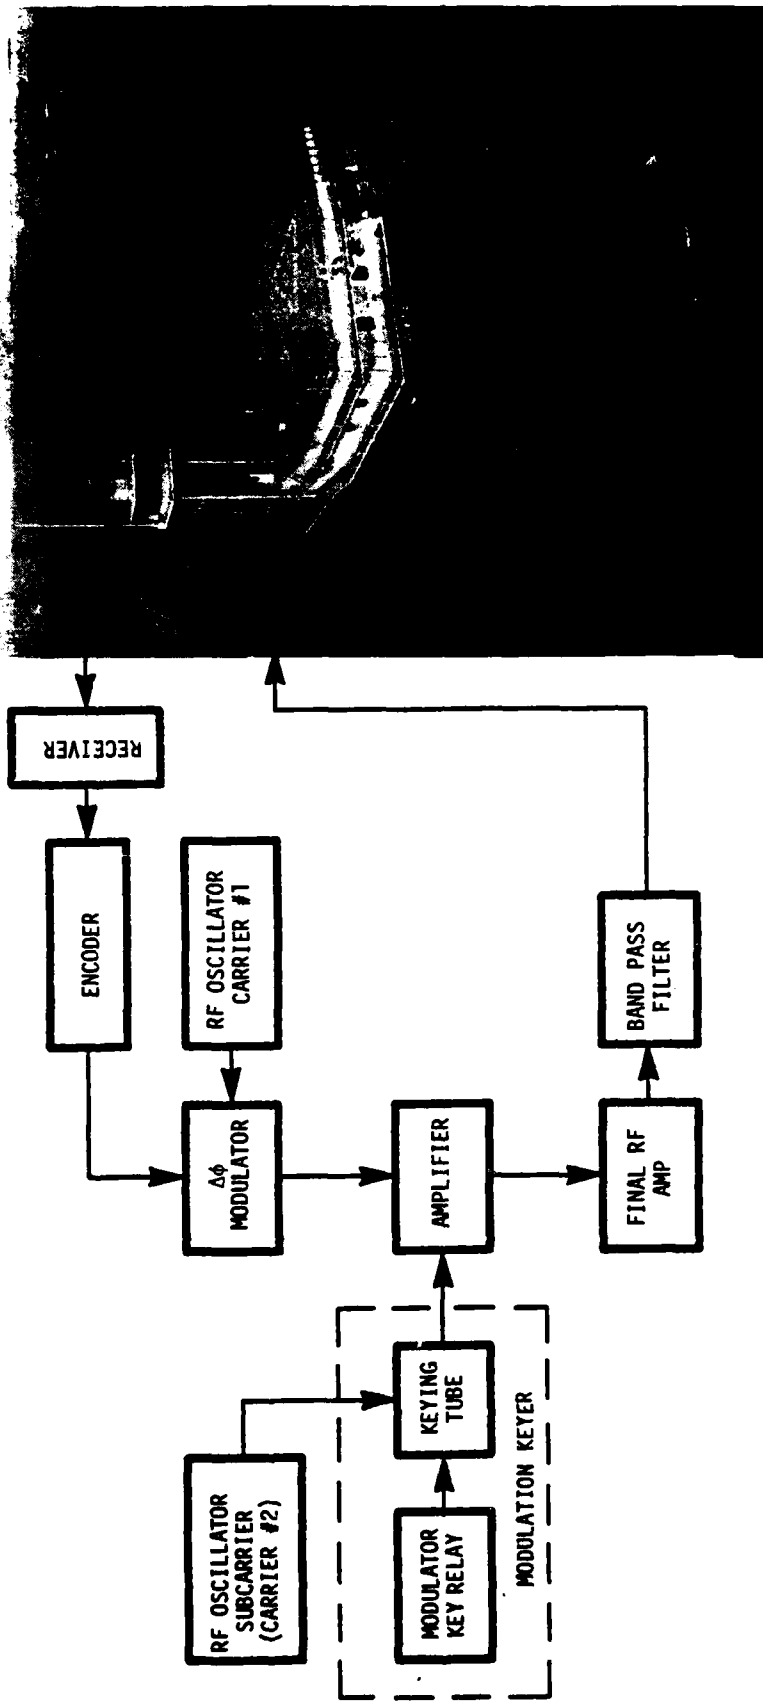 RECEIVER
ENCODER
RF OSCILLATOR
CARRIER #1
Δϕ
MODULATOR
AMPLIFIER
FINAL RF
AMP
BAND PASS
FILTER
RF OSCILLATOR
SUBCARRIER
(CARRIER #2)
KEYING
TUBE
MODULATOR
KEY RELAY
MODULATION KEYER